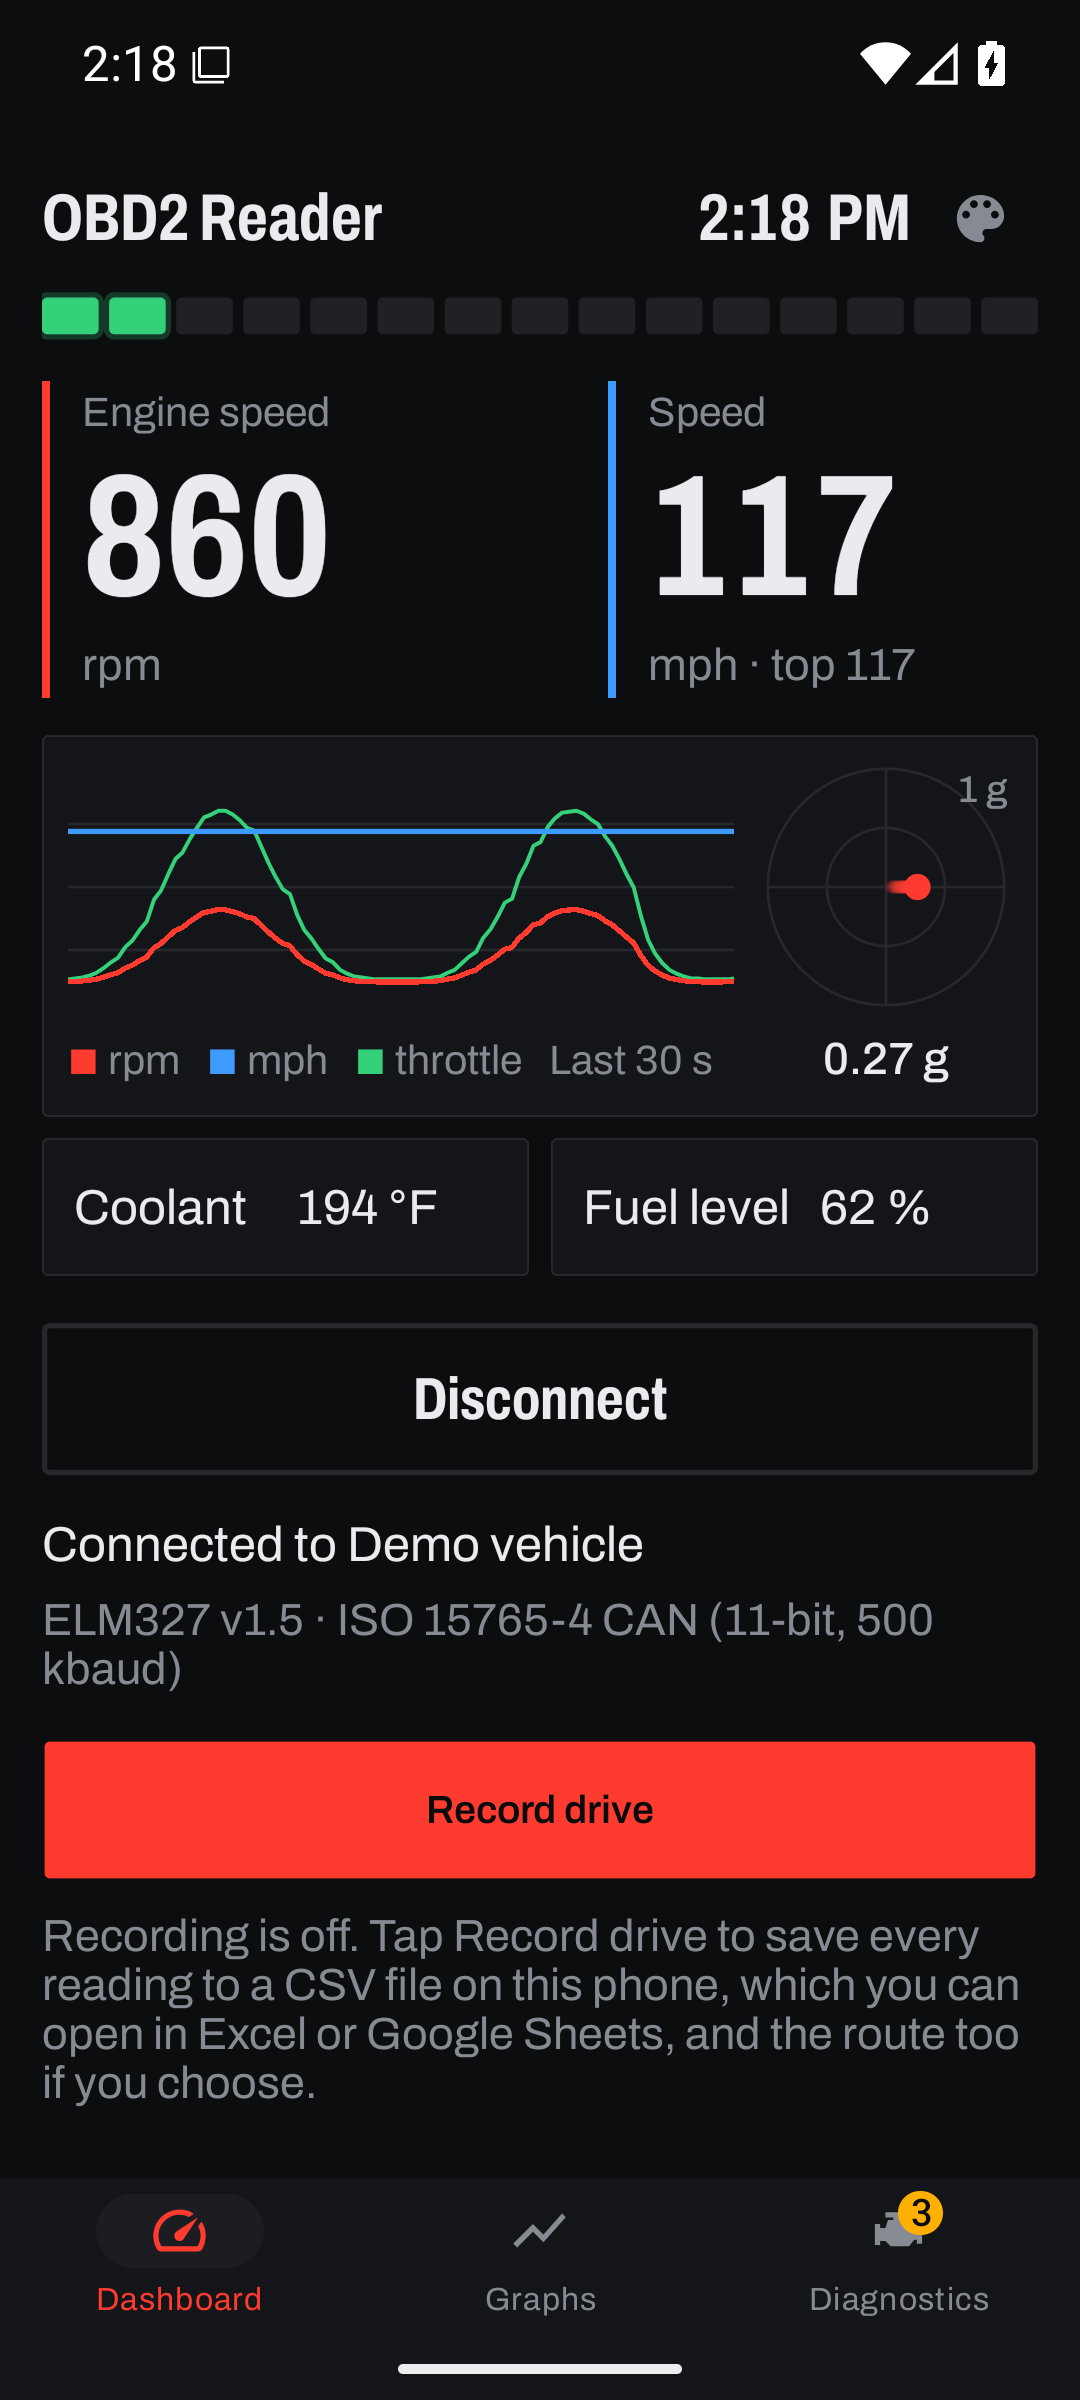 2:18
OBD2 Reader
2:18 PM
Engine speed
860
rpm
Speed
117
mph · top 117
1 g
rpm mph throttle Last 30 s
0.27 g
Coolant 194 °F
Fuel level 62 %
Disconnect
Connected to Demo vehicle
ELM327 v1.5 · ISO 15765-4 CAN (11-bit, 500
kbaud)
Record drive
Recording is off. Tap Record drive to save every
reading to a CSV file on this phone, which you can
open in Excel or Google Sheets, and the route too
if you choose.
3
Dashboard
Graphs
Diagnostics